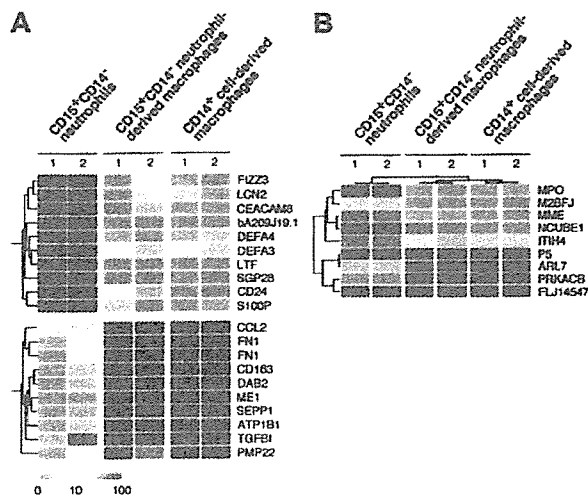 A
CD15+CD14- neutrophils
CD15+CD14- neutrophil-derived macrophages
CD14+ cell-derived macrophages
1 2 1 2 1 2
FIZZ3
LCN2
CEACAM8
bA209J19.1
DEFA4
DEFA3
LTF
SGP28
CD24
S100P
CCL2
FN1
FN1
CD163
DAB2
ME1
SEPP1
ATP1B1
TGFBI
PMP22
0 10 100
B
CD15+CD14- neutrophils
CD15+CD14- neutrophil-derived macrophages
CD14+ cell-derived macrophages
1 2 1 2 1 2
MPO
M2BFJ
MME
NCUBE1
ITIH4
P5
ARL7
PRKACB
FLJ14547